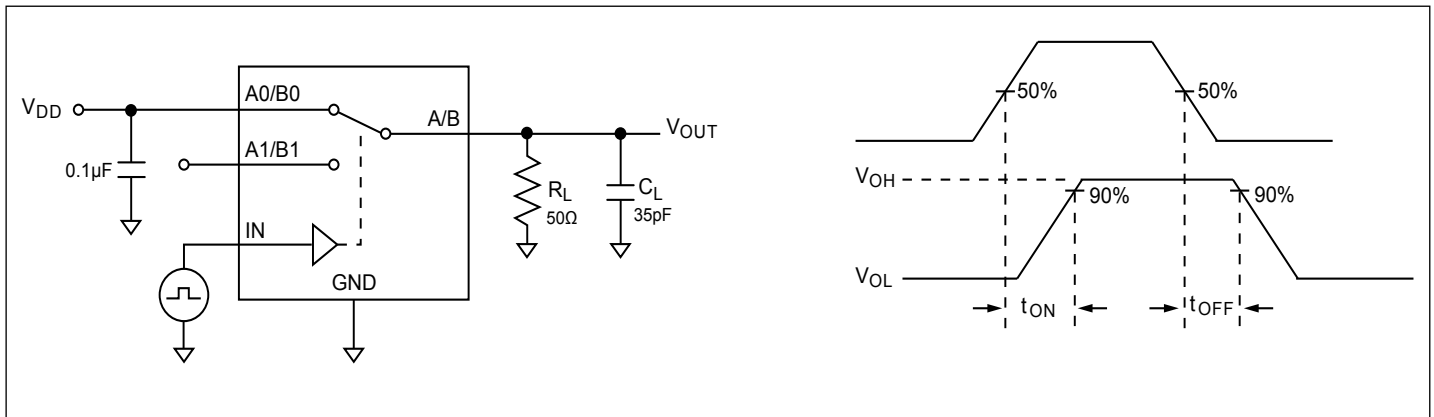 V_DD
A0/B0
A/B
V_OUT
A1/B1
0.1µF
R_L
50Ω
C_L
35pF
IN
GND
50%
50%
V_OH
90%
90%
V_OL
t_ON
t_OFF